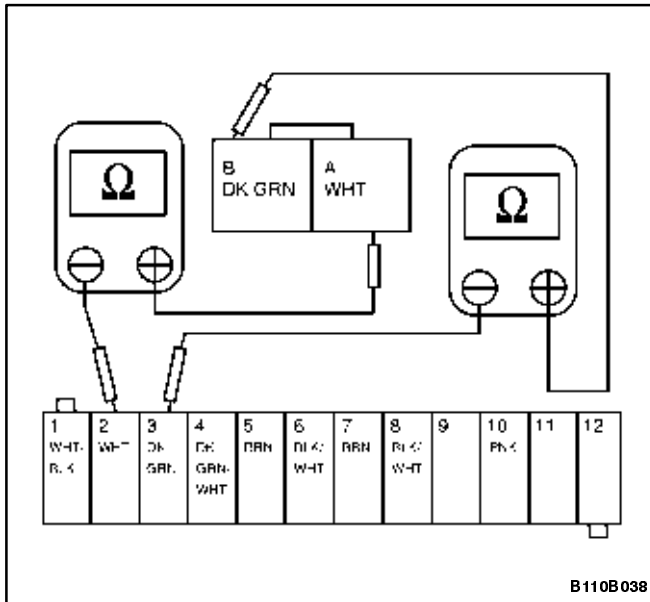 Ω
B
DK GRN
A
WHT
Ω
1
WHT-
BLK
2
WHT
3
DK
GRN
4
DK
GRN-
WHT
5
BRN
6
BLK/
WHT
7
BRN
8
BLK/
WHT
9
10
PNK
11
12
B110B038